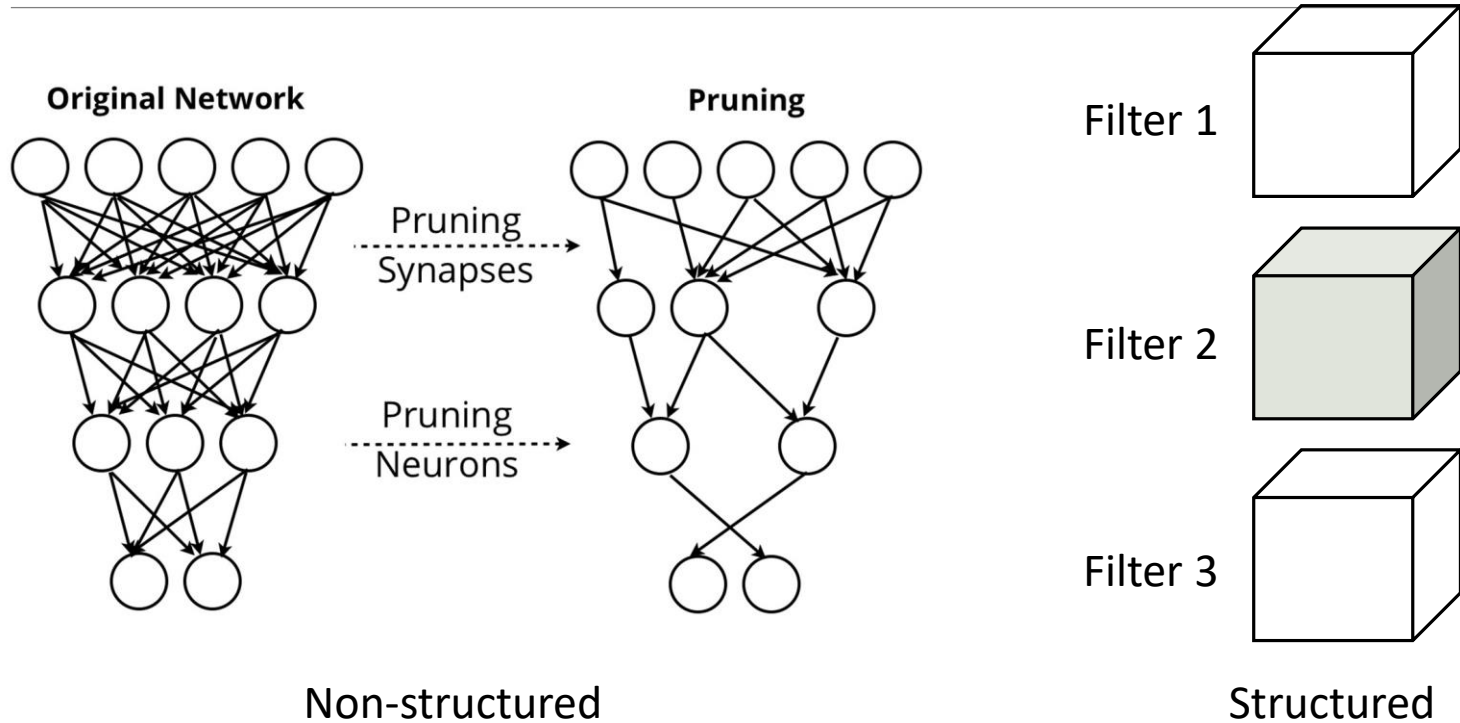 Original Network
Pruning
Pruning
Synapses
Pruning
Neurons
Non-structured
Filter 1
Filter 2
Filter 3
Structured